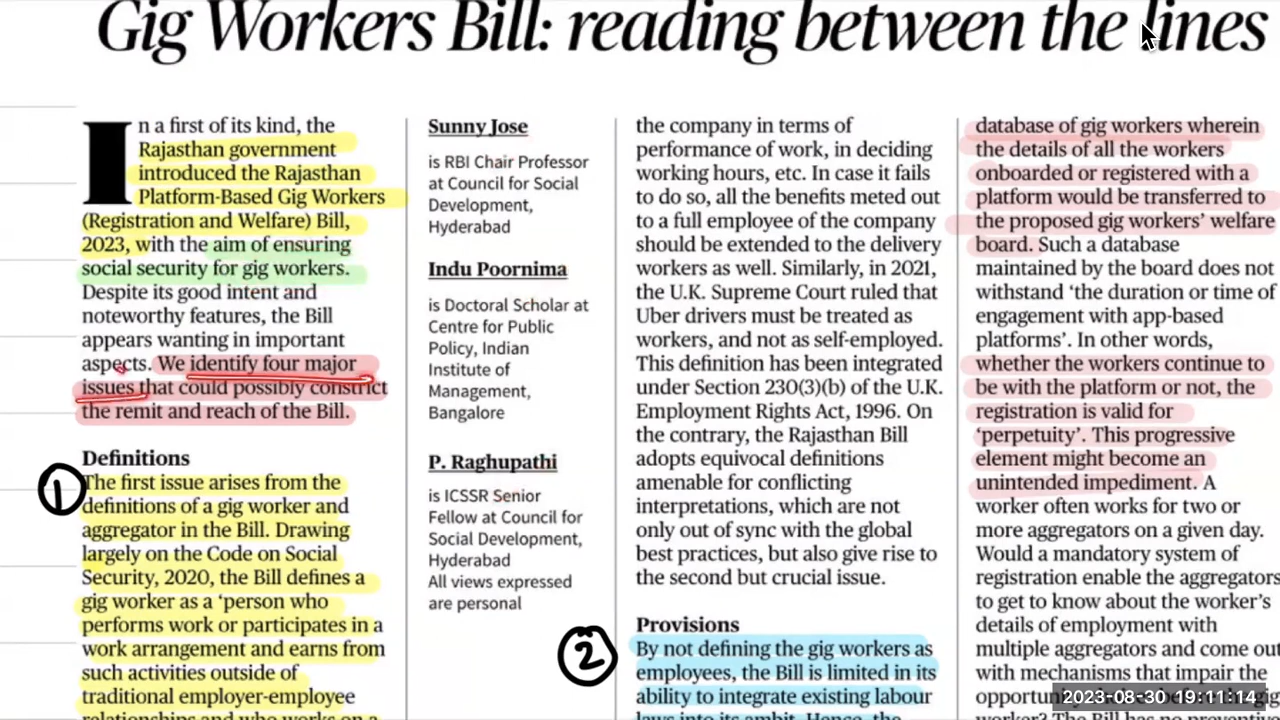 Gig Workers Bill: reading between the lines
In a first of its kind, the
Rajasthan government
introduced the Rajasthan
Platform-Based Gig Workers
(Registration and Welfare) Bill,
2023, with the aim of ensuring
social security for gig workers.
Despite its good intent and
noteworthy features, the Bill
appears wanting in important
aspects. We identify four major
issues that could possibly constrict
the remit and reach of the Bill.
Definitions
1
The first issue arises from the
definitions of a gig worker and
aggregator in the Bill. Drawing
largely on the Code on Social
Security, 2020, the Bill defines a
gig worker as a ‘person who
performs work or participates in a
work arrangement and earns from
such activities outside of
traditional employer-employee
relationships and who works on a
Sunny Jose
is RBI Chair Professor
at Council for Social
Development,
Hyderabad
Indu Poornima
is Doctoral Scholar at
Centre for Public
Policy, Indian
Institute of
Management,
Bangalore
P. Raghupathi
is ICSSR Senior
Fellow at Council for
Social Development,
Hyderabad
All views expressed
are personal
the company in terms of
performance of work, in deciding
working hours, etc. In case it fails
to do so, all the benefits meted out
to a full employee of the company
should be extended to the delivery
workers as well. Similarly, in 2021,
the U.K. Supreme Court ruled that
Uber drivers must be treated as
workers, and not as self-employed.
This definition has been integrated
under Section 230(3)(b) of the U.K.
Employment Rights Act, 1996. On
the contrary, the Rajasthan Bill
adopts equivocal definitions
amenable for conflicting
interpretations, which are not
only out of sync with the global
best practices, but also give rise to
the second but crucial issue.
Provisions
2
By not defining the gig workers as
employees, the Bill is limited in its
ability to integrate existing labour
laws into its ambit. Hence, the
database of gig workers wherein
the details of all the workers
onboarded or registered with a
platform would be transferred to
the proposed gig workers’ welfare
board. Such a database
maintained by the board does not
withstand ‘the duration or time of
engagement with app-based
platforms’. In other words,
whether the workers continue to
be with the platform or not, the
registration is valid for
‘perpetuity’. This progressive
element might become an
unintended impediment. A
worker often works for two or
more aggregators on a given day.
Would a mandatory system of
registration enable the aggregators
to get to know about the worker’s
details of employment with
multiple aggregators and come out
with mechanisms that impair the
2023-08-30 19:11:14